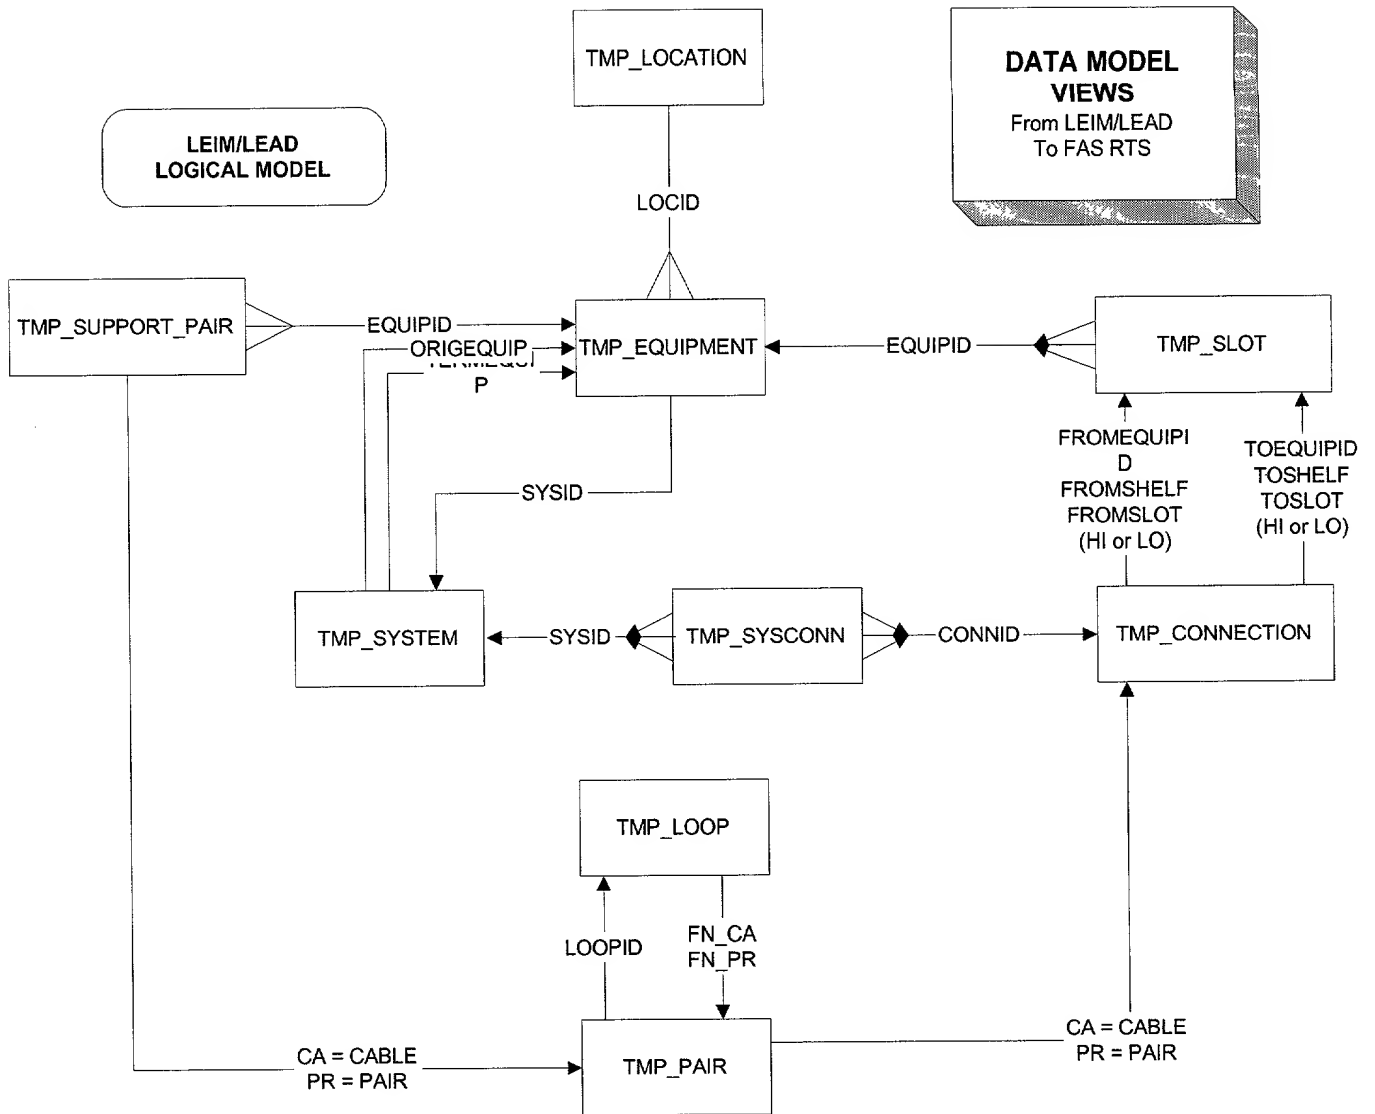 TMP_LOCATION
DATA MODEL
VIEWS
From LEIM/LEAD
To FAS RTS
LEIM/LEAD
LOGICAL MODEL
LOCID
TMP_SUPPORT_PAIR
EQUIPID
ORIGEQUIP
TERMEQUI
P
TMP_EQUIPMENT
EQUIPID
TMP_SLOT
FROMEQUIPI
D
FROMSHELF
FROMSLOT
(HI or LO)
TOEQUIPID
TOSHELF
TOSLOT
(HI or LO)
SYSID
TMP_SYSTEM
SYSID
TMP_SYSCONN
CONNID
TMP_CONNECTION
TMP_LOOP
LOOPID
FN_CA
FN_PR
CA = CABLE
PR = PAIR
TMP_PAIR
CA = CABLE
PR = PAIR